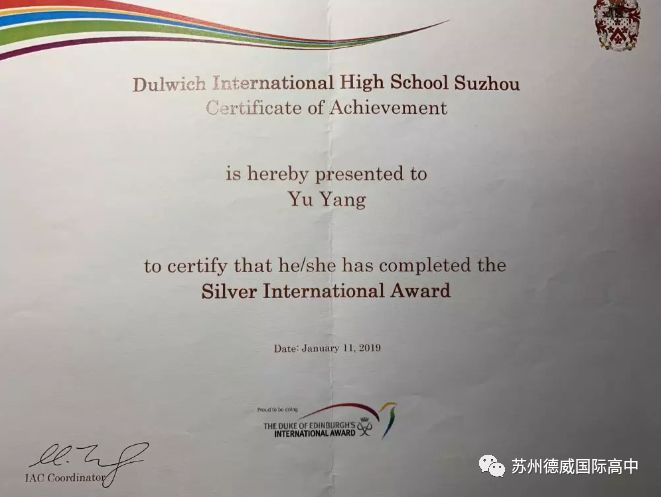 Dulwich International High School Suzhou
Certificate of Achievement
is hereby presented to
Yu Yang
to certify that he/she has completed the
Silver International Award
Date: January 11, 2019
Proud to be doing
THE DUKE OF EDINBURGH'S
INTERNATIONAL AWARD
IAC Coordinator
苏州德威国际高中